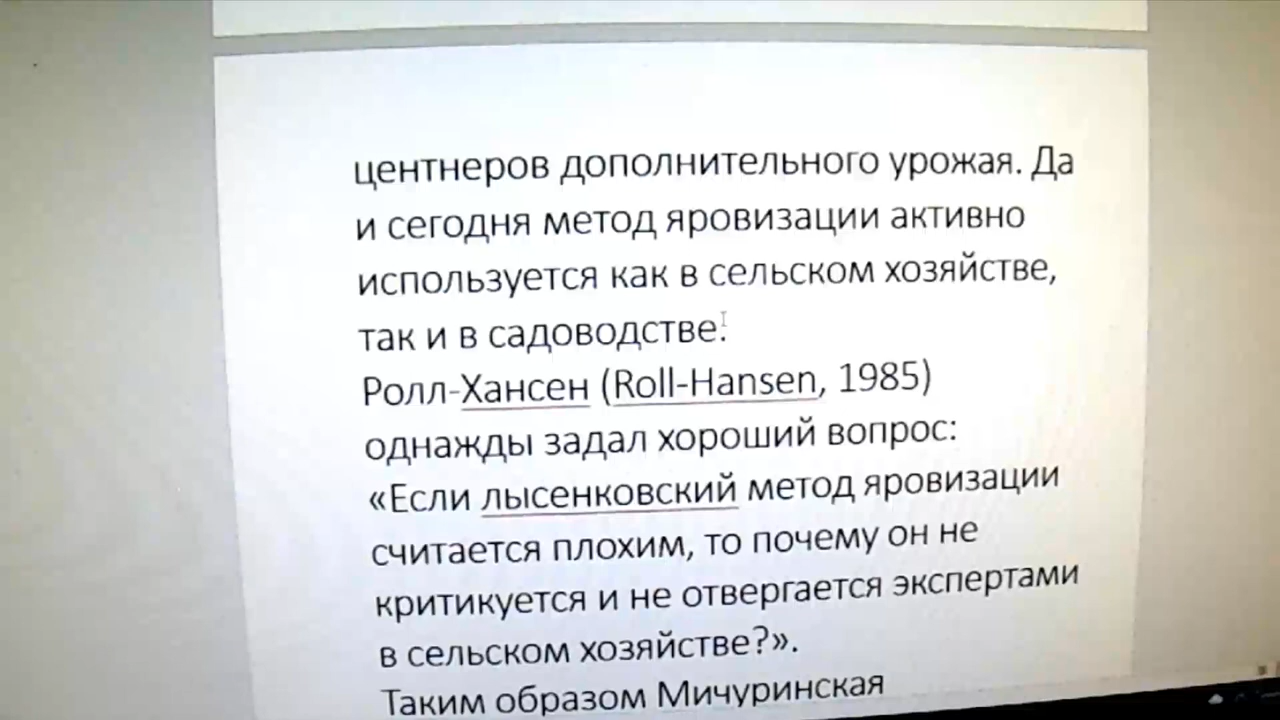 центнеров дополнительного урожая. Да
и сегодня метод яровизации активно
используется как в сельском хозяйстве,
так и в садоводстве.
Ролл-Хансен (Roll-Hansen, 1985)
однажды задал хороший вопрос:
«Если лысенковский метод яровизации
считается плохим, то почему он не
критикуется и не отвергается экспертами
в сельском хозяйстве?».
Таким образом Мичуринская